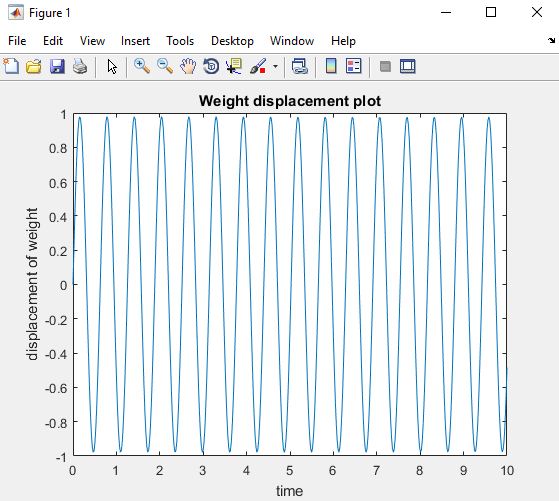 Figure 1
File Edit View Insert Tools Desktop Window Help
Weight displacement plot
displacement of weight
1
0.8
0.6
0.4
0.2
0
-0.2
-0.4
-0.6
-0.8
-1
0 1 2 3 4 5 6 7 8 9 10
time